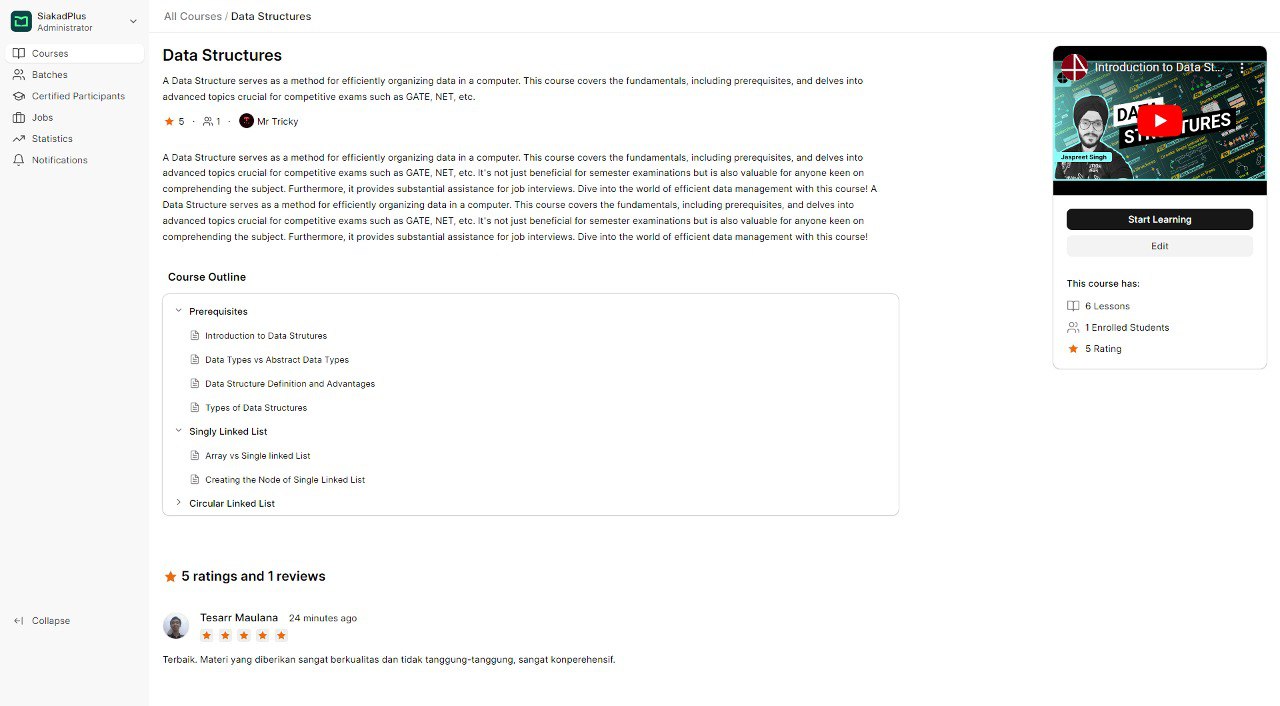 SiakadPlus
Administrator
Courses
Batches
Certified Participants
Jobs
Statistics
Notifications
Collapse
All Courses / Data Structures
Data Structures
A Data Structure serves as a method for efficiently organizing data in a computer. This course covers the fundamentals, including prerequisites, and delves into
advanced topics crucial for competitive exams such as GATE, NET, etc.
5 · 1 · Mr Tricky
A Data Structure serves as a method for efficiently organizing data in a computer. This course covers the fundamentals, including prerequisites, and delves into
advanced topics crucial for competitive exams such as GATE, NET, etc. It's not just beneficial for semester examinations but is also valuable for anyone keen on
comprehending the subject. Furthermore, it provides substantial assistance for job interviews. Dive into the world of efficient data management with this course! A
Data Structure serves as a method for efficiently organizing data in a computer. This course covers the fundamentals, including prerequisites, and delves into
advanced topics crucial for competitive exams such as GATE, NET, etc. It's not just beneficial for semester examinations but is also valuable for anyone keen on
comprehending the subject. Furthermore, it provides substantial assistance for job interviews. Dive into the world of efficient data management with this course!
Course Outline
Prerequisites
Introduction to Data Strutures
Data Types vs Abstract Data Types
Data Structure Definition and Advantages
Types of Data Structures
Singly Linked List
Array vs Single linked List
Creating the Node of Single Linked List
Circular Linked List
5 ratings and 1 reviews
Tesarr Maulana 24 minutes ago
Terbaik. Materi yang diberikan sangat berkualitas dan tidak tanggung-tanggung, sangat konperehensif.
Introduction to Data St...
Jaspreet Singh
Start Learning
Edit
This course has:
6 Lessons
1 Enrolled Students
5 Rating